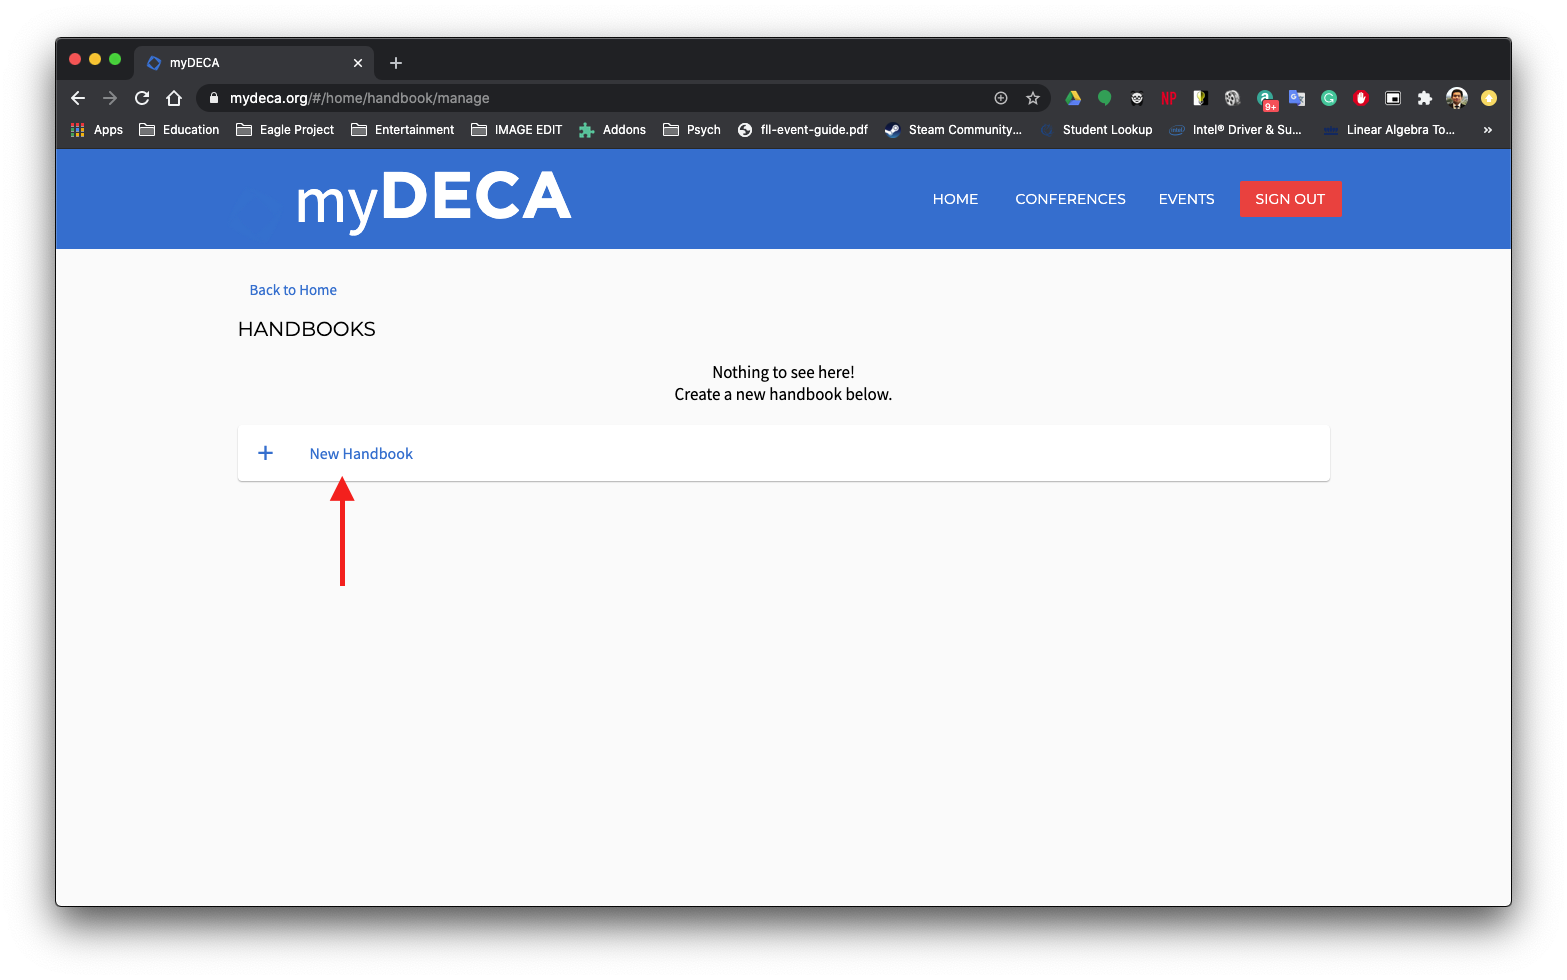 myDECA
mydeca.org/#/home/handbook/manage
NP
9+
Apps Education Eagle Project Entertainment IMAGE EDIT Addons Psych fll-event-guide.pdf Steam Community... Student Lookup Intel® Driver & Su... Linear Algebra To... »
myDECA
HOME CONFERENCES EVENTS SIGN OUT
Back to Home
HANDBOOKS
Nothing to see here!
Create a new handbook below.
+ New Handbook